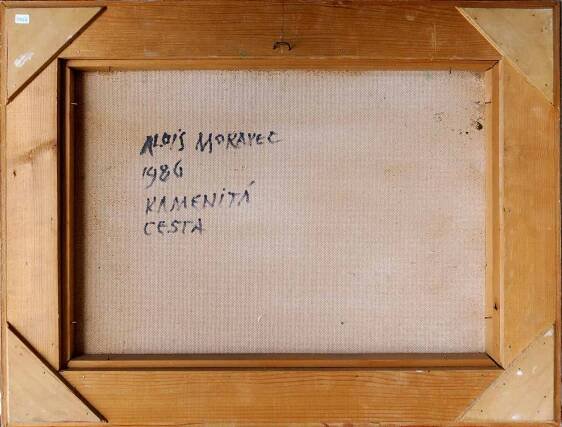 ALOIS MORAVEC
1986
KAMENITÁ
CESTA